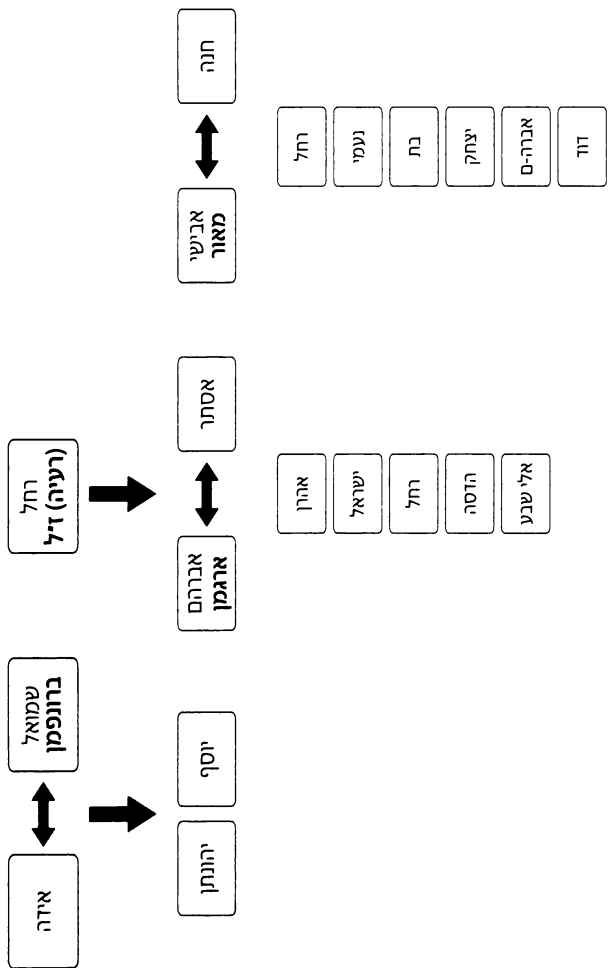 רחל
(רעיה) ז"ל
שמואל
ברונפמן
אידה
חנה
אבישי
מאור
אסתר
אברהם
ארגמן
יוסף
יהונתן
רחל
נעמי
בת
יצחק
אברה-ם
דוד
אהרן
ישראל
רחל
הדסה
אלי שבע